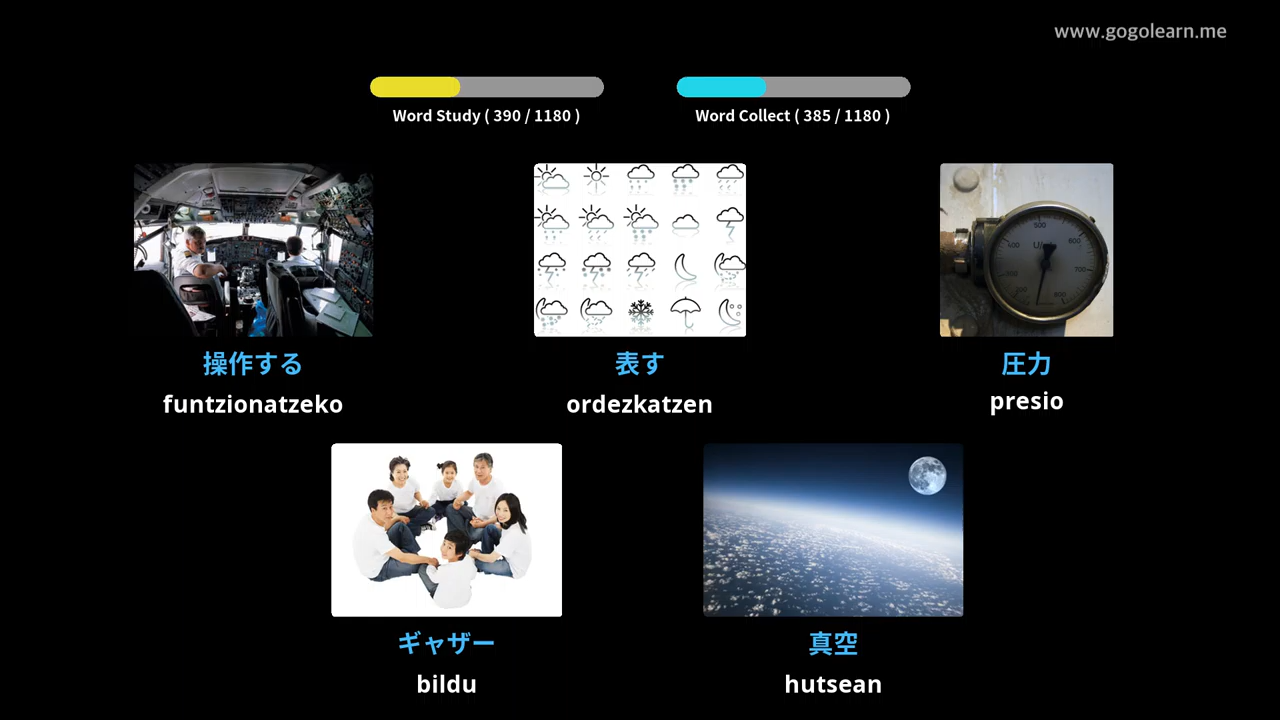 www.gogolearn.me
Word Study ( 390 / 1180 )
Word Collect ( 385 / 1180 )
操作する
表す
圧力
funtzionatzeko
ordezkatzen
presio
ギャザー
真空
bildu
hutsean